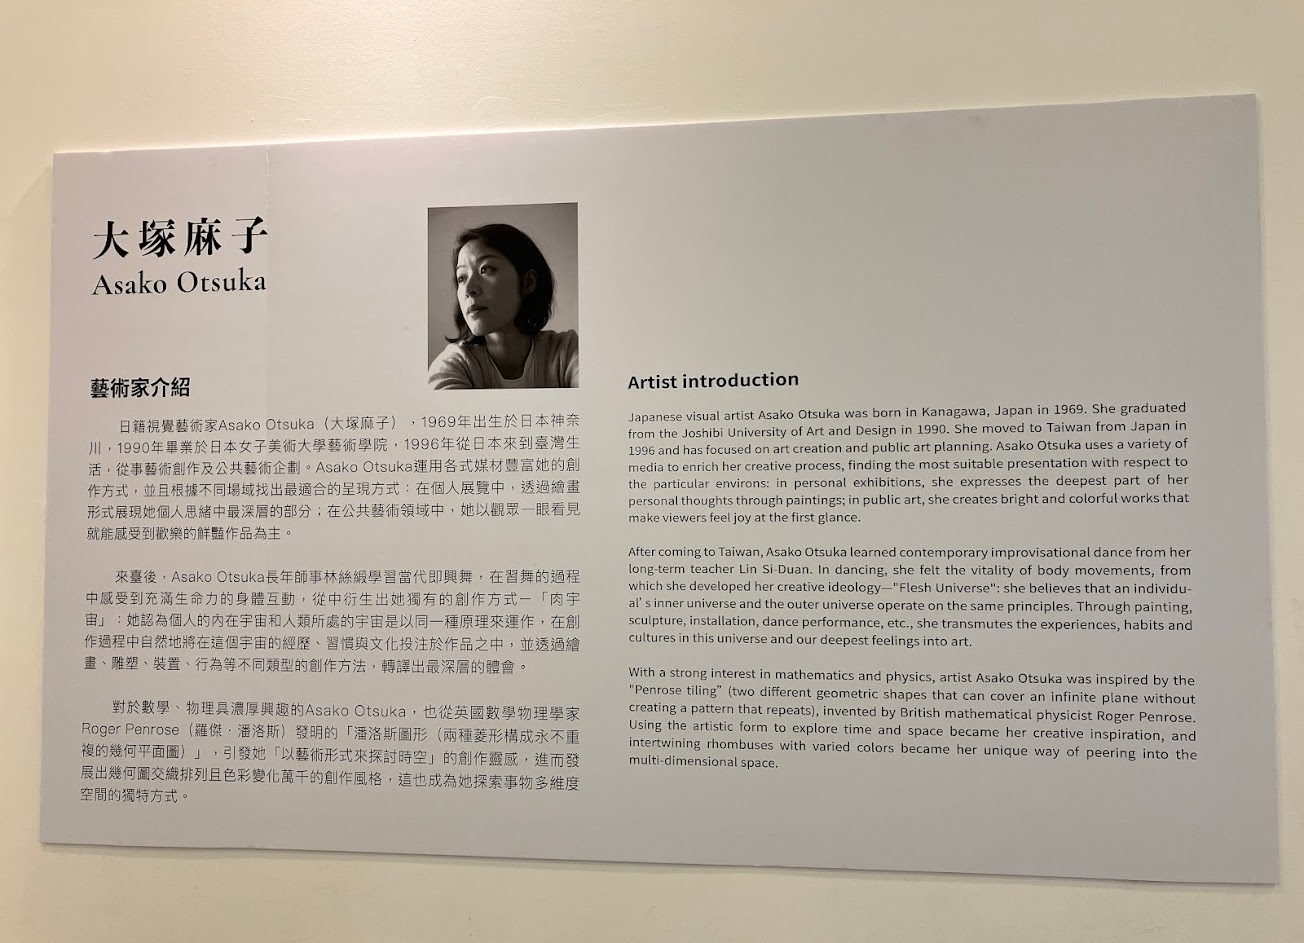 大塚麻子
Asako Otsuka
藝術家介紹
日籍視覺藝術家Asako Otsuka（大塚麻子），1969年出生於日本神奈
川，1990年畢業於日本女子美術大學藝術學院，1996年從日本來到臺灣生
活，從事藝術創作及公共藝術企劃。Asako Otsuka運用各式媒材豐富她的創
作方式，並且根據不同場域找出最適合的呈現方式：在個人展覽中，透過繪畫
形式展現她個人思緒中最深層的部分；在公共藝術領域中，她以觀眾一眼看見
就能感受到歡樂的鮮豔作品為主。
來臺後，Asako Otsuka長年師事林絲緞學習當代即興舞，在習舞的過程
中感受到充滿生命力的身體互動，從中衍生出她獨有的創作方式－「肉宇
宙」：她認為個人的內在宇宙和人類所處的宇宙是以同一種原理來運作，在創
作過程中自然地將在這個宇宙的經歷、習慣與文化投注於作品之中，並透過繪
畫、雕塑、裝置、行為等不同類型的創作方法，轉譯出最深層的體會。
對於數學、物理具濃厚興趣的Asako Otsuka，也從英國數學物理學家
Roger Penrose（羅傑．潘洛斯）發明的「潘洛斯圖形（兩種菱形構成永不重
複的幾何平面圖）」，引發她「以藝術形式來探討時空」的創作靈感，進而發
展出幾何圖交織排列且色彩變化萬千的創作風格，這也成為她探索事物多維度
空間的獨特方式。
Artist introduction
Japanese visual artist Asako Otsuka was born in Kanagawa, Japan in 1969. She graduated
from the Joshibi University of Art and Design in 1990. She moved to Taiwan from Japan in
1996 and has focused on art creation and public art planning. Asako Otsuka uses a variety of
media to enrich her creative process, finding the most suitable presentation with respect to
the particular environs: in personal exhibitions, she expresses the deepest part of her
personal thoughts through paintings; in public art, she creates bright and colorful works that
make viewers feel joy at the first glance.
After coming to Taiwan, Asako Otsuka learned contemporary improvisational dance from her
long-term teacher Lin Si-Duan. In dancing, she felt the vitality of body movements, from
which she developed her creative ideology—"Flesh Universe": she believes that an individu-
al’s inner universe and the outer universe operate on the same principles. Through painting,
sculpture, installation, dance performance, etc., she transmutes the experiences, habits and
cultures in this universe and our deepest feelings into art.
With a strong interest in mathematics and physics, artist Asako Otsuka was inspired by the
"Penrose tiling” (two different geometric shapes that can cover an infinite plane without
creating a pattern that repeats), invented by British mathematical physicist Roger Penrose.
Using the artistic form to explore time and space became her creative inspiration, and
intertwining rhombuses with varied colors became her unique way of peering into the
multi-dimensional space.